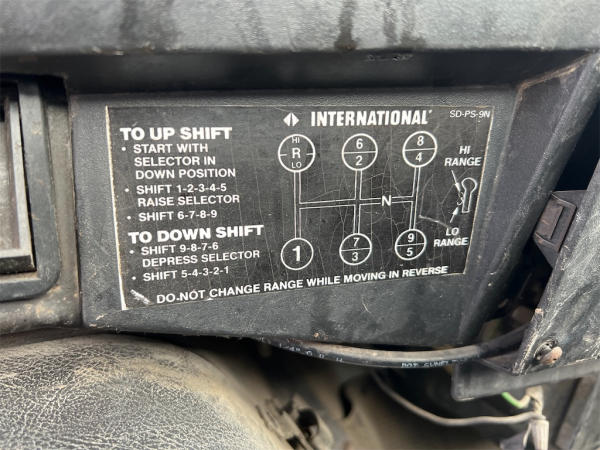 INTERNATIONAL®
SD-PS-9N
TO UP SHIFT
• START WITH
SELECTOR IN
DOWN POSITION
• SHIFT 1-2-3-4-5
RAISE SELECTOR
• SHIFT 6-7-8-9
TO DOWN SHIFT
• SHIFT 9-8-7-6
DEPRESS SELECTOR
• SHIFT 5-4-3-2-1
HI
R
LO
6
2
8
4
N
1
7
3
9
5
HI
RANGE
LO
RANGE
DO-NOT CHANGE RANGE WHILE MOVING IN REVERSE